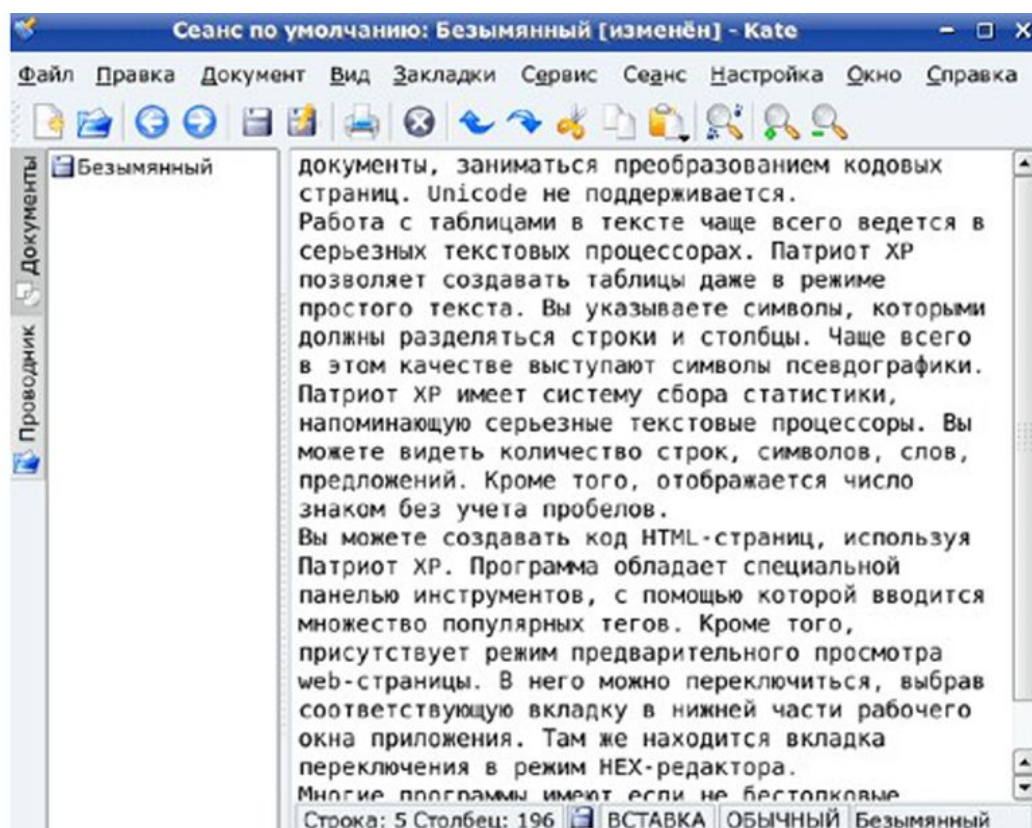 Сеанс по умолчанию: Безымянный [изменён] - Kate
Файл Правка Документ Вид Закладки Сервис Сеанс Настройка Окно Справка
Документы
Проводник
Безымянный
документы, заниматься преобразованием кодовых
страниц. Unicode не поддерживается.
Работа с таблицами в тексте чаще всего ведется в
серьезных текстовых процессорах. Патриот XP
позволяет создавать таблицы даже в режиме
простого текста. Вы указываете символы, которыми
должны разделяться строки и столбцы. Чаще всего
в этом качестве выступают символы псевдографики.
Патриот XP имеет систему сбора статистики,
напоминающую серьезные текстовые процессоры. Вы
можете видеть количество строк, символов, слов,
предложений. Кроме того, отображается число
знаком без учета пробелов.
Вы можете создавать код HTML-страниц, используя
Патриот XP. Программа обладает специальной
панелью инструментов, с помощью которой вводится
множество популярных тегов. Кроме того,
присутствует режим предварительного просмотра
web-страницы. В него можно переключиться, выбрав
соответствующую вкладку в нижней части рабочего
окна приложения. Там же находится вкладка
переключения в режим HEX-редактора.
Многие программы имеют если не бестолковые
Строка: 5 Столбец: 196 ВСТАВКА ОБЫЧНЫЙ Безымянный